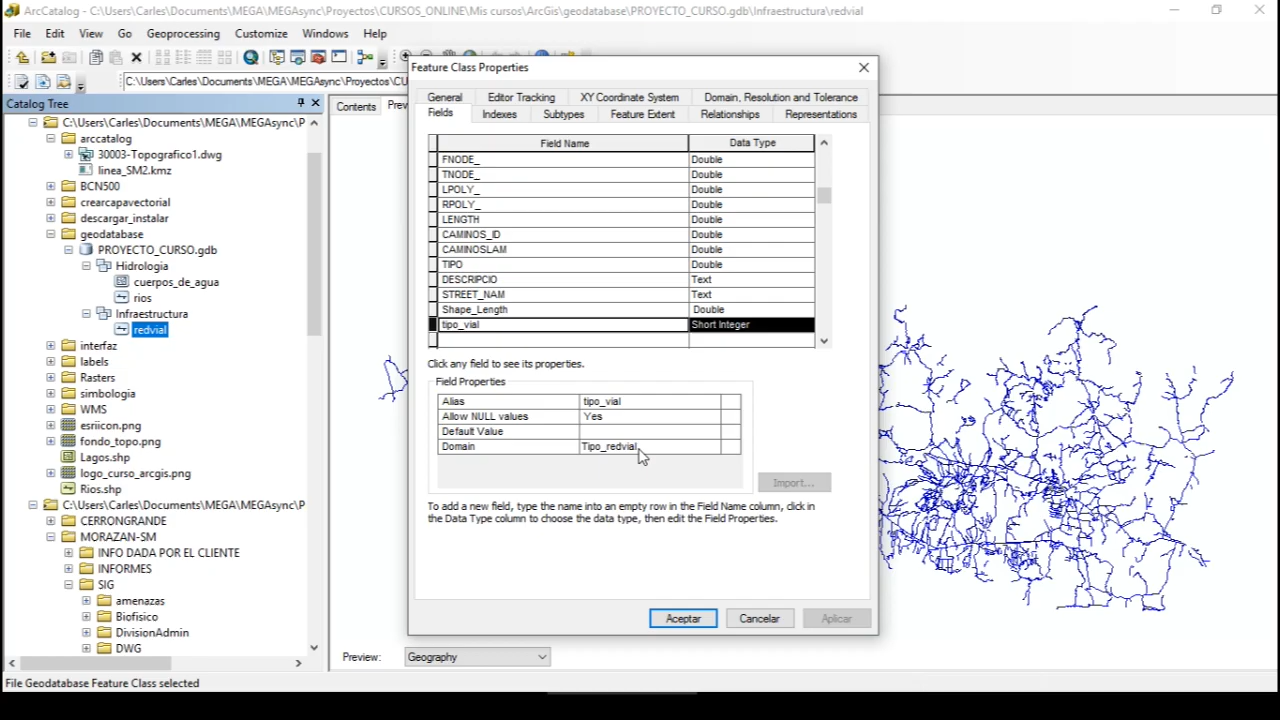 ArcCatalog - C:\Users\Carles\Documents\MEGA\MEGAsync\Proyectos\CURSOS_ONLINE\Mis cursos\ArcGis\geodatabase\PROYECTO_CURSO.gdb\Infraestructura\redvial
File Edit View Go Geoprocessing Customize Windows Help
C:\Users\Carles\Documents\MEGA\MEGAsync\Proyectos\CU
Catalog Tree
Contents Prev
C:\Users\Carles\Documents\MEGA\MEGAsync\P
arccatalog
30003-Topografico1.dwg
linea_SM2.kmz
BCN500
crearcapavectorial
descargar_instalar
geodatabase
PROYECTO_CURSO.gdb
Hidrologia
cuerpos_de_agua
rios
Infraestructura
redvial
interfaz
labels
Rasters
simbologia
WMS
esriicon.png
fondo_topo.png
Lagos.shp
logo_curso_arcgis.png
Rios.shp
C:\Users\Carles\Documents\MEGA\MEGAsync\P
CERRONGRANDE
MORAZAN-SM
INFO DADA POR EL CLIENTE
INFORMES
SIG
amenazas
Biofisico
DivisionAdmin
DWG
Feature Class Properties
General Editor Tracking XY Coordinate System Domain, Resolution and Tolerance
Fields Indexes Subtypes Feature Extent Relationships Representations
Field Name Data Type
FNODE_ Double
TNODE_ Double
LPOLY_ Double
RPOLY_ Double
LENGTH Double
CAMINOS_ID Double
CAMINOSLAM Double
TIPO Double
DESCRIPCIO Text
STREET_NAM Text
Shape_Length Double
tipo_vial Short Integer
Click any field to see its properties.
Field Properties
Alias tipo_vial
Allow NULL values Yes
Default Value
Domain Tipo_redvial
Import...
To add a new field, type the name into an empty row in the Field Name column, click in
the Data Type column to choose the data type, then edit the Field Properties.
Aceptar Cancelar Aplicar
Preview: Geography
File Geodatabase Feature Class selected